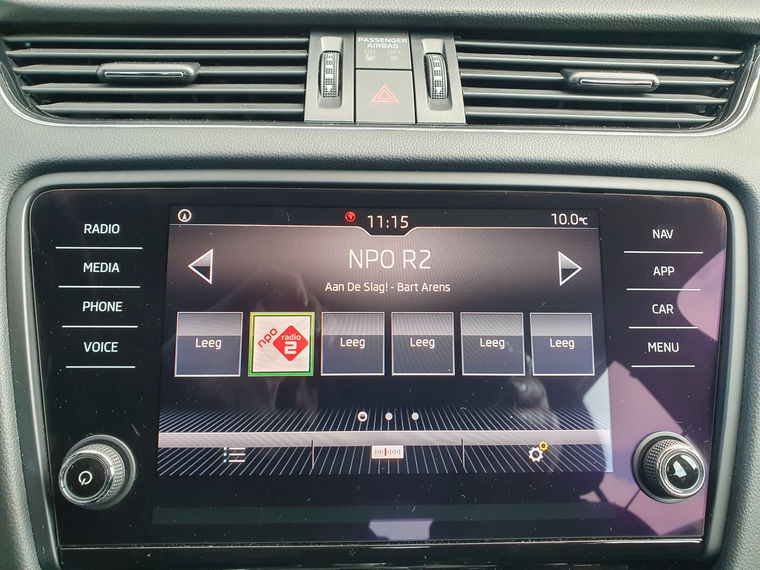 PASSENGER
AIRBAG
ON OFF
11:15
10.0°C
RADIO
MEDIA
PHONE
VOICE
NPO R2
Aan De Slag! - Bart Arens
Leeg
npo radio 2
Leeg
Leeg
Leeg
Leeg
NAV
APP
CAR
MENU